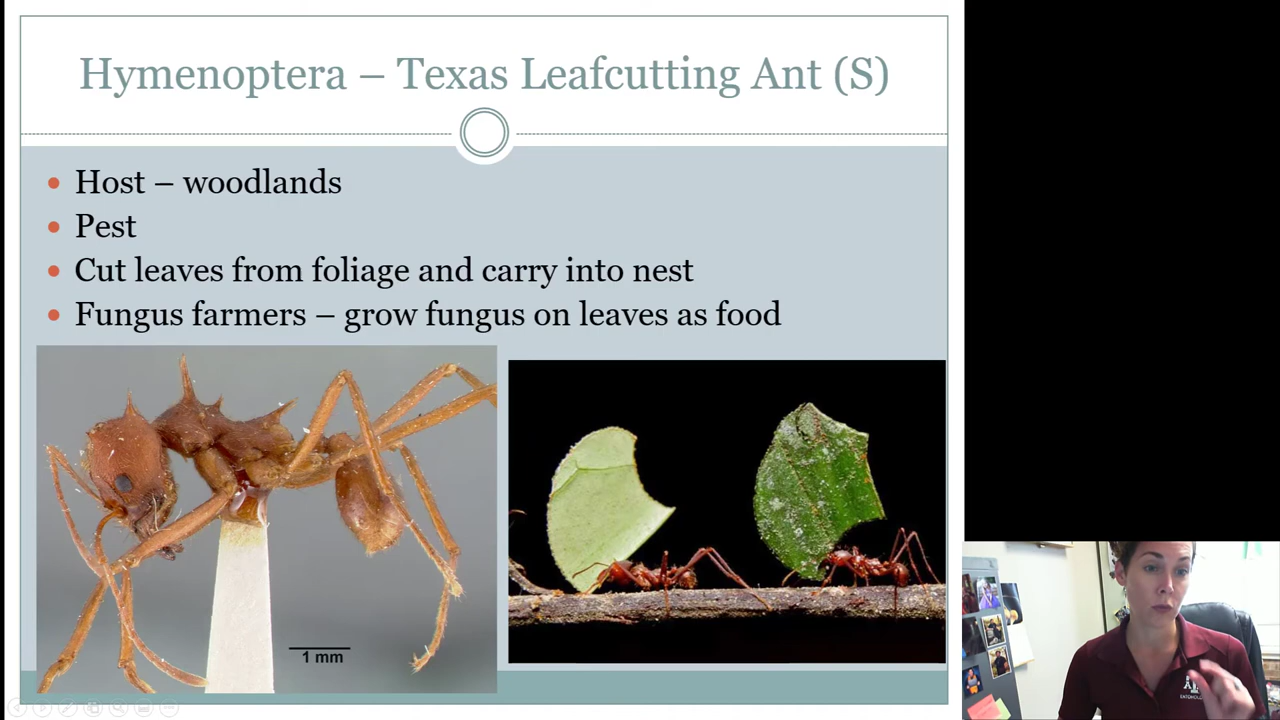 Hymenoptera – Texas Leafcutting Ant (S)
Host – woodlands
Pest
Cut leaves from foliage and carry into nest
Fungus farmers – grow fungus on leaves as food
1 mm